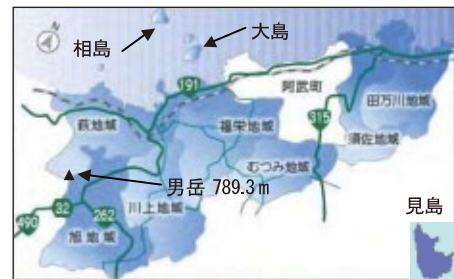 相島
大島
191
阿武町
田万川地域
萩地域
福栄地域
315
須佐地域
むつみ地域
男岳 789.3m
32
川上地域
490
262
旭地域
見島